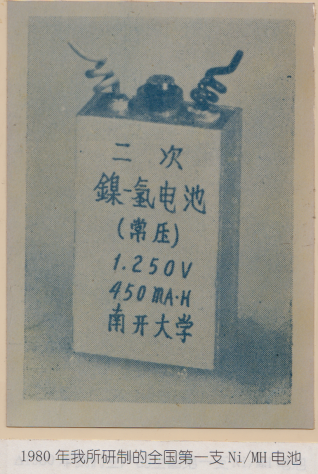 二次
鎳-氢电池
(常压)
1.250V
450mA·H
南开大学
1980年我所研制的全国第一支Ni/MH电池